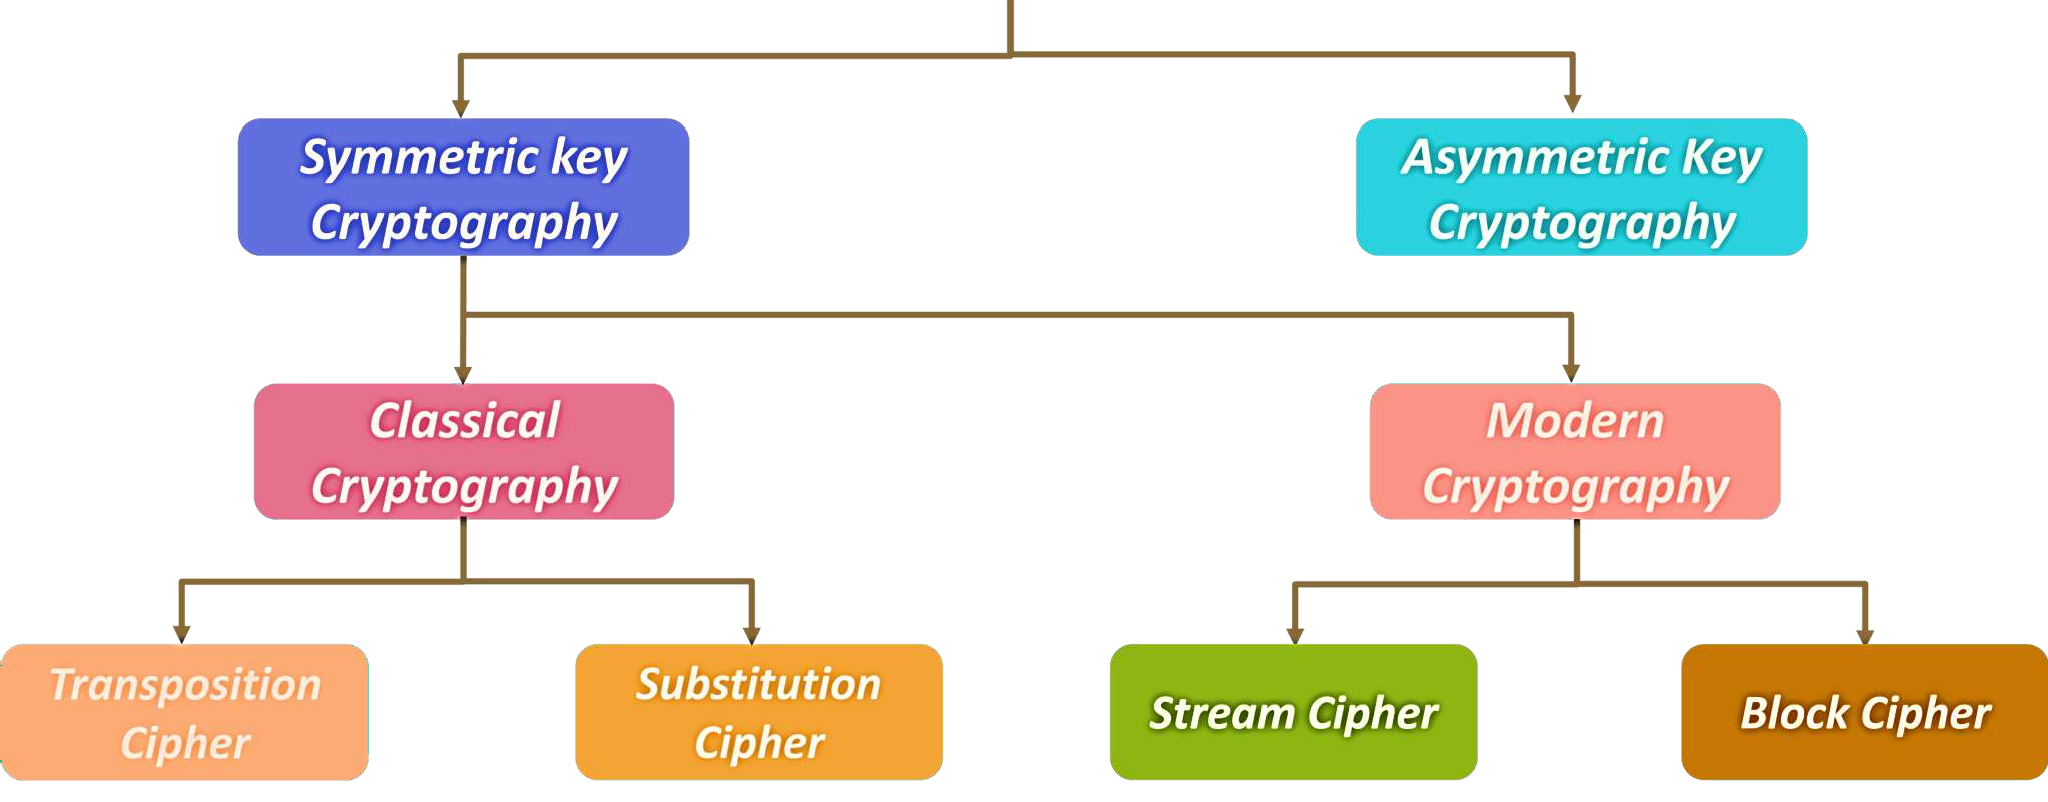 Symmetric key
Cryptography
Asymmetric Key
Cryptography
Classical
Cryptography
Modern
Cryptography
Transposition
Cipher
Substitution
Cipher
Stream Cipher
Block Cipher